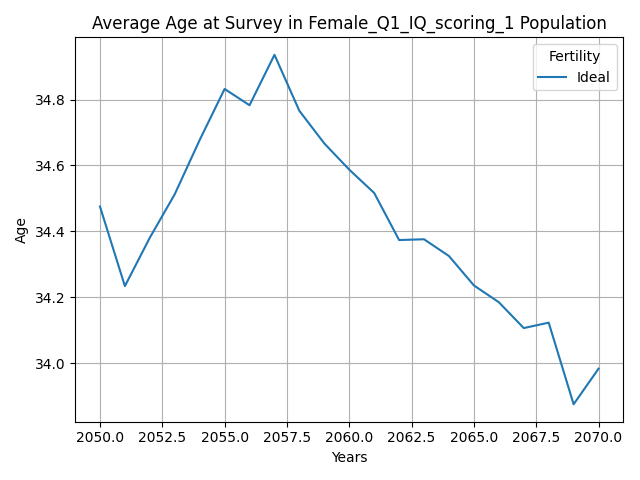 Average Age at Survey in Female_Q1_IQ_scoring_1 Population
Fertility
Ideal
34.8
34.6
34.4
34.2
34.0
Age
2050.0 2052.5 2055.0 2057.5 2060.0 2062.5 2065.0 2067.5 2070.0
Years